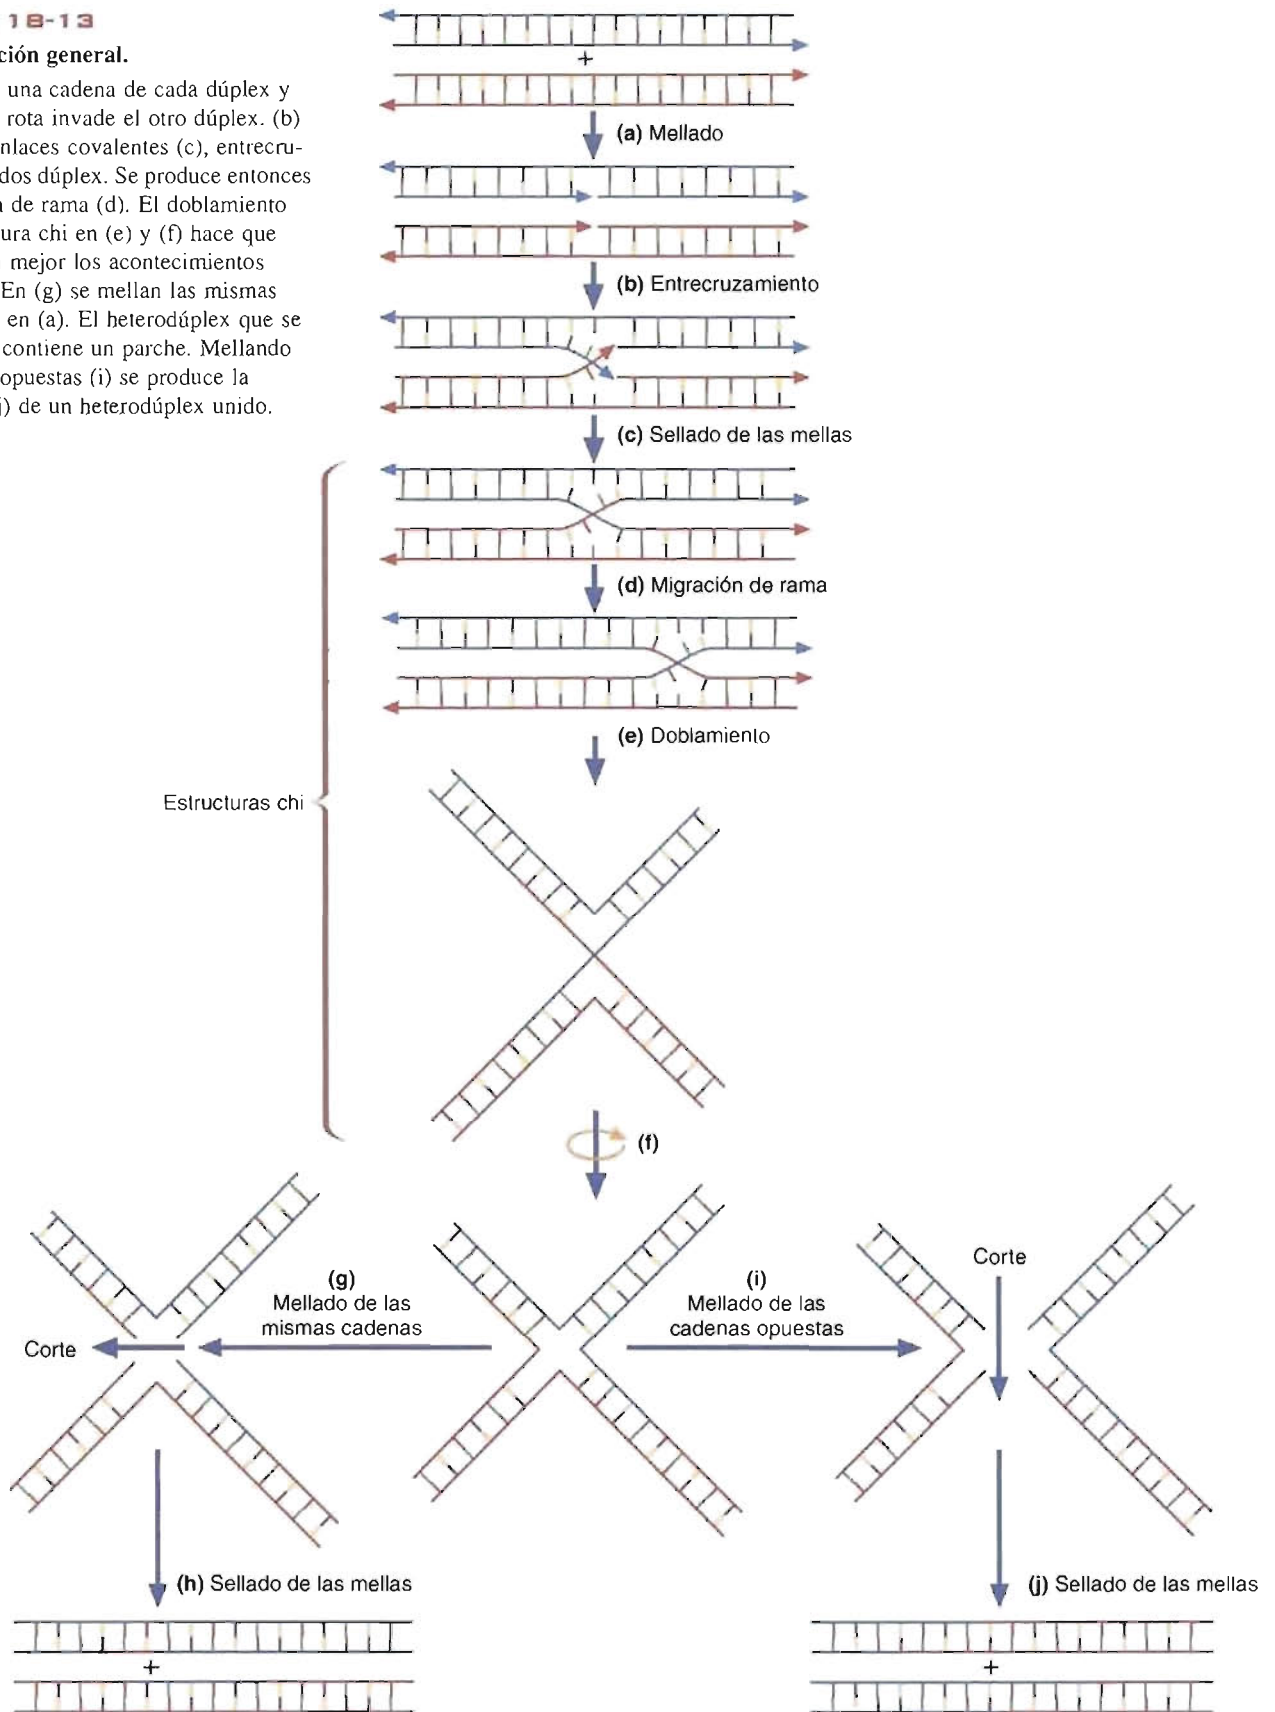 18-13
ción general.
una cadena de cada dúplex y
rota invade el otro dúplex. (b)
nlaces covalentes (c), entrecru-
dos dúplex. Se produce entonces
de rama (d). El doblamiento
ura chi en (e) y (f) hace que
mejor los acontecimientos
En (g) se mellan las mismas
en (a). El heterodúplex que se
contiene un parche. Mellando
opuestas (i) se produce la
j) de un heterodúplex unido.
+
(a) Mellado
(b) Entrecruzamiento
(c) Sellado de las mellas
(d) Migración de rama
(e) Doblamiento
Estructuras chi
(f)
(g)
Mellado de las
mismas cadenas
Corte
(i)
Mellado de las
cadenas opuestas
Corte
(h) Sellado de las mellas
+
(j) Sellado de las mellas
+